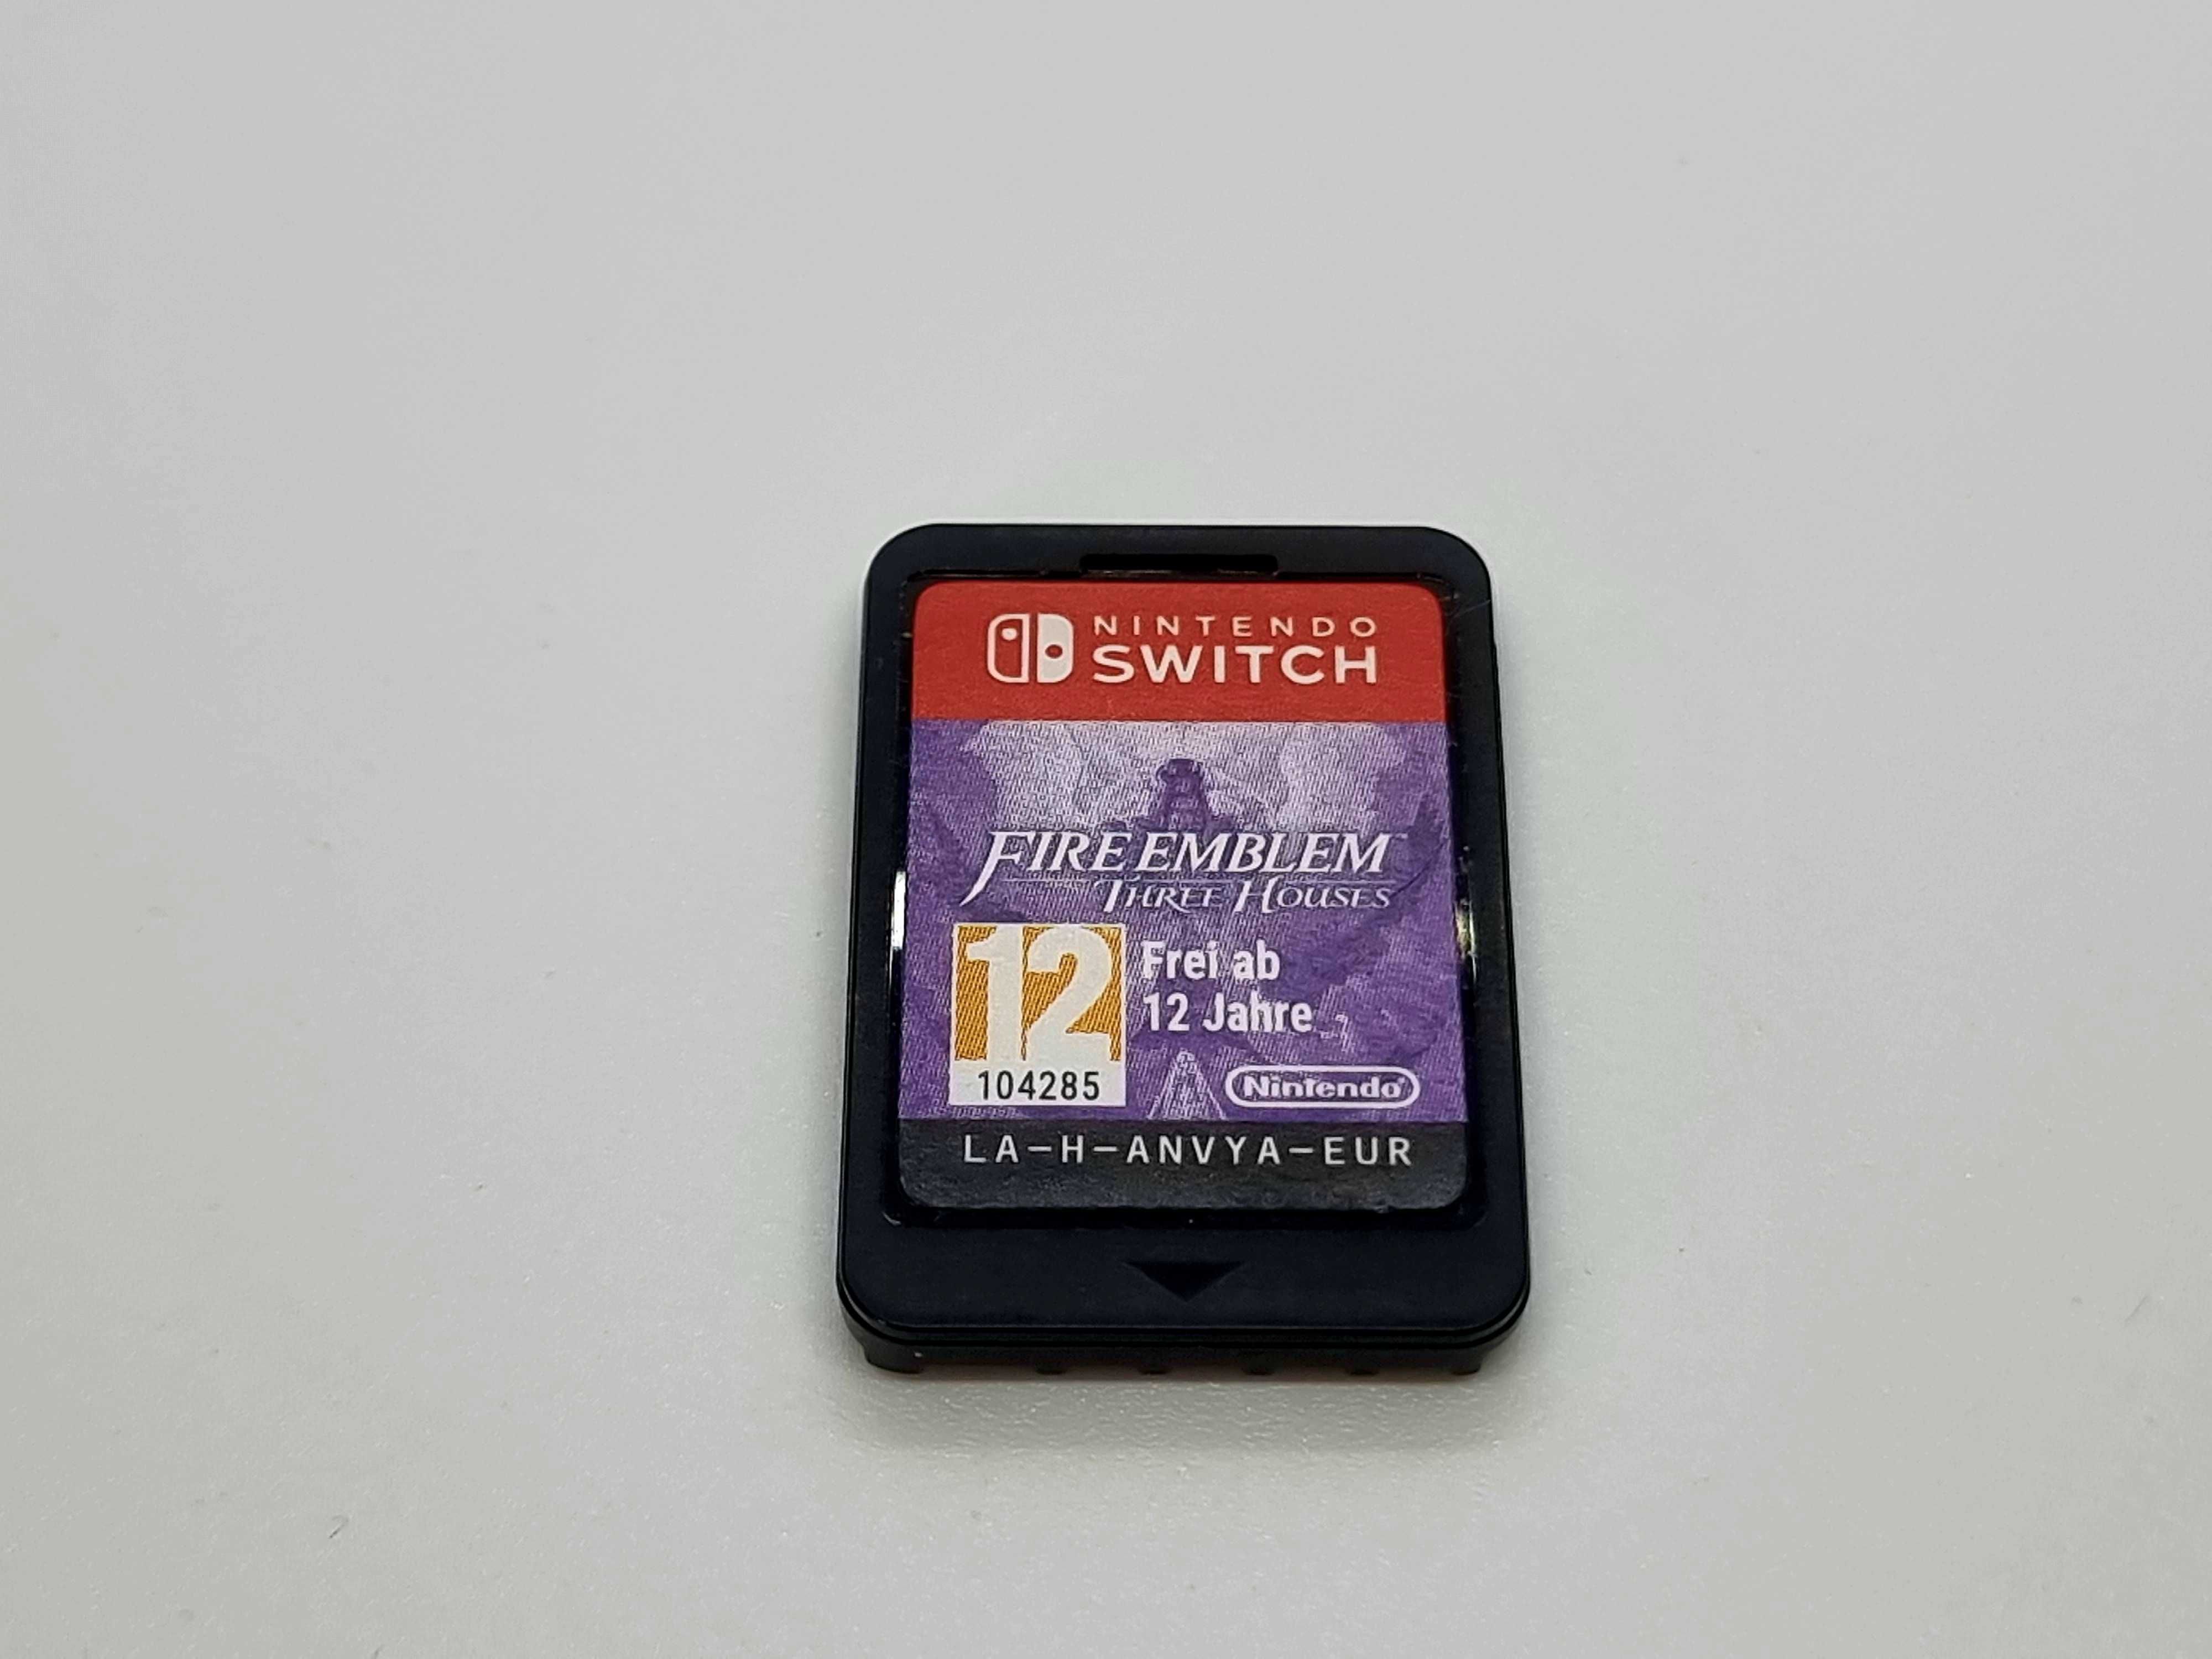 NINTENDO
SWITCH
FIRE EMBLEM
THREE HOUSES
12
Frei ab
12 Jahre
104285
Nintendo
LA-H-ANVYA-EUR